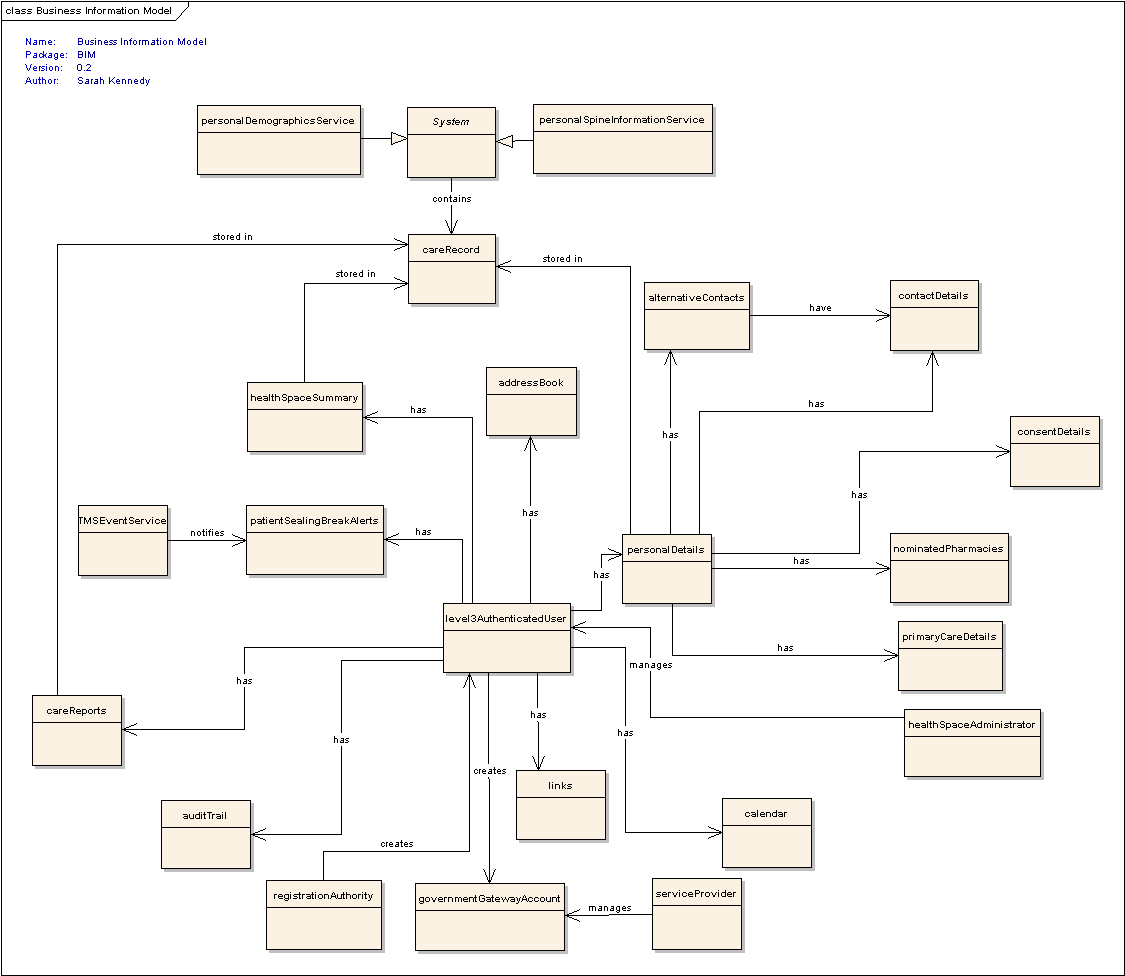 class Business Information Model
Name: Business Information Model
Package: BIM
Version: 0.2
Author: Sarah Kennedy
personalDemographicsService
System
personalSpineInformationService
contains
stored in
careRecord
stored in
stored in
alternativeContacts
contactDetails
have
healthSpaceSummary
addressBook
has
has
has
consentDetails
has
has
TMSEventService
patientSealingBreakAlerts
notifies
has
has
personalDetails
nominatedPharmacies
has
has
level3AuthenticatedUser
primaryCareDetails
has
manages
has
careReports
has
healthSpaceAdministrator
has
has
creates
links
auditTrail
calendar
creates
registrationAuthority
governmentGatewayAccount
manages
serviceProvider